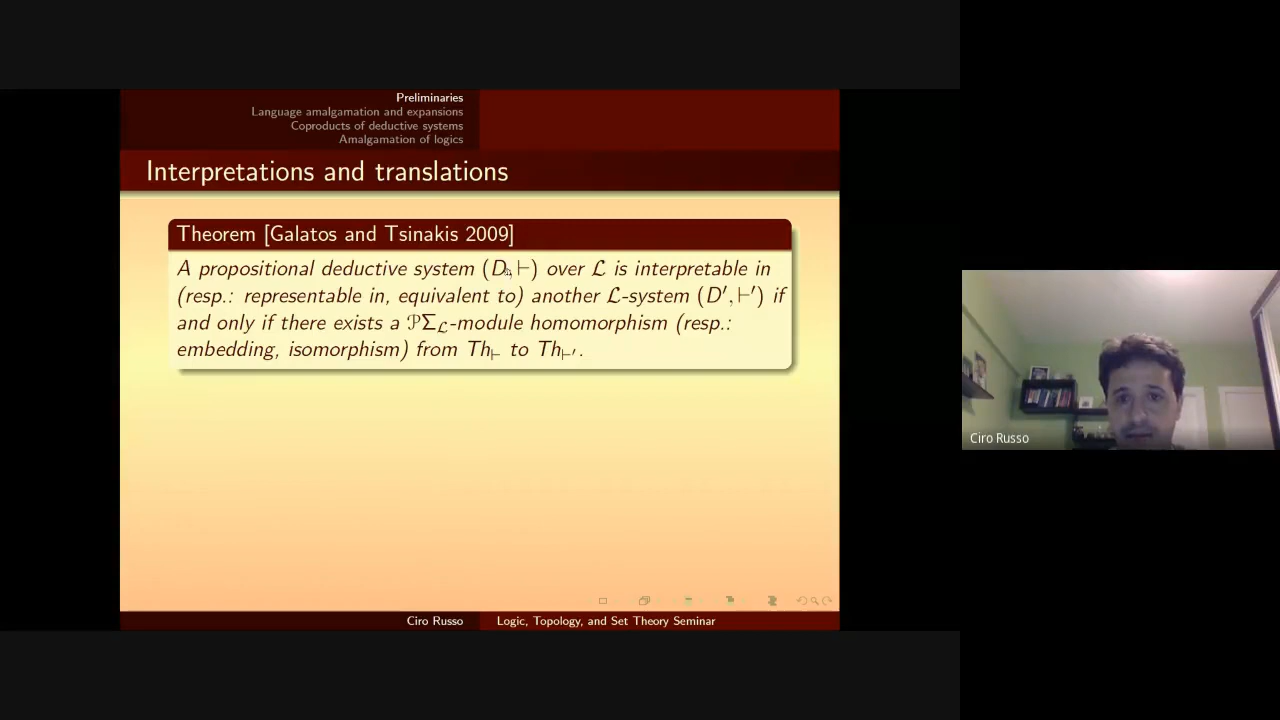 Preliminaries
Language amalgamation and expansions
Coproducts of deductive systems
Amalgamation of logics
Interpretations and translations
Theorem [Galatos and Tsinakis 2009]
A propositional deductive system (D, ⊢) over ℒ is interpretable in
(resp.: representable in, equivalent to) another ℒ-system (D′, ⊢′) if
and only if there exists a 𝒫Σ_ℒ-module homomorphism (resp.:
embedding, isomorphism) from Th_⊢ to Th_⊢′.
Ciro Russo
Ciro Russo Logic, Topology, and Set Theory Seminar